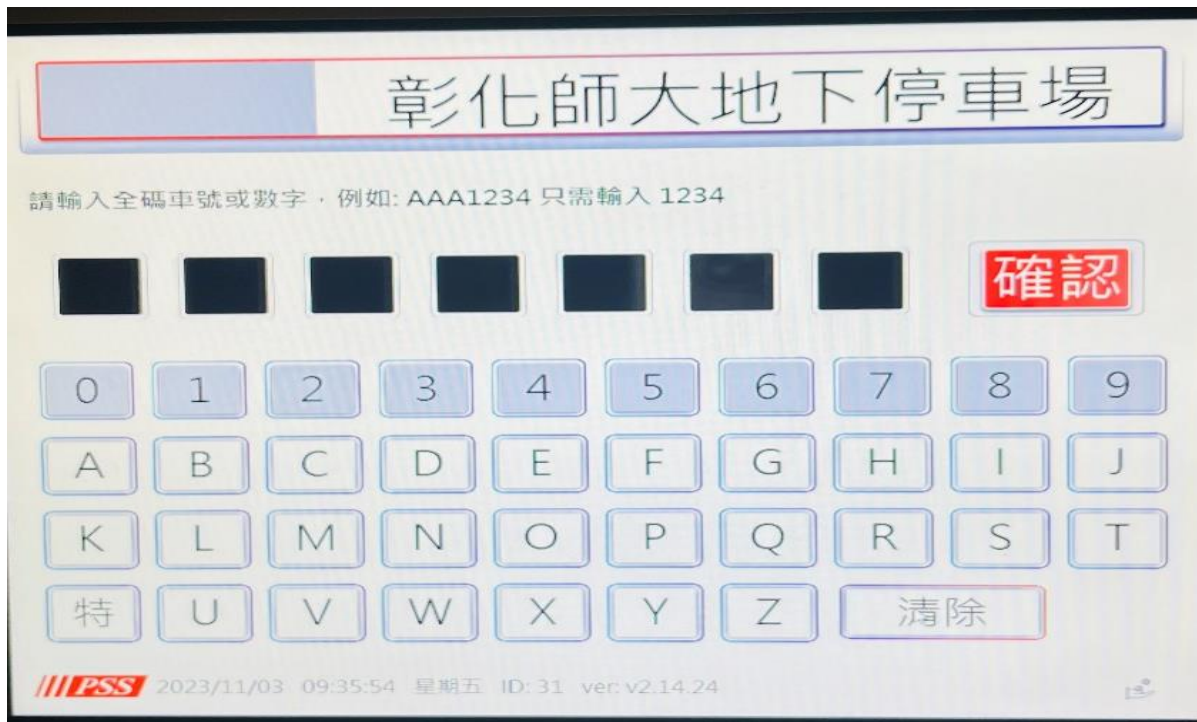 彰化師大地下停車場
請輸入全碼車號或數字，例如: AAA1234 只需輸入 1234
確認
0 1 2 3 4 5 6 7 8 9
A B C D E F G H I J
K L M N O P Q R S T
特 U V W X Y Z 清除
PSS 2023/11/03 09:35:54 星期五 ID: 31 ver: v2.14.24